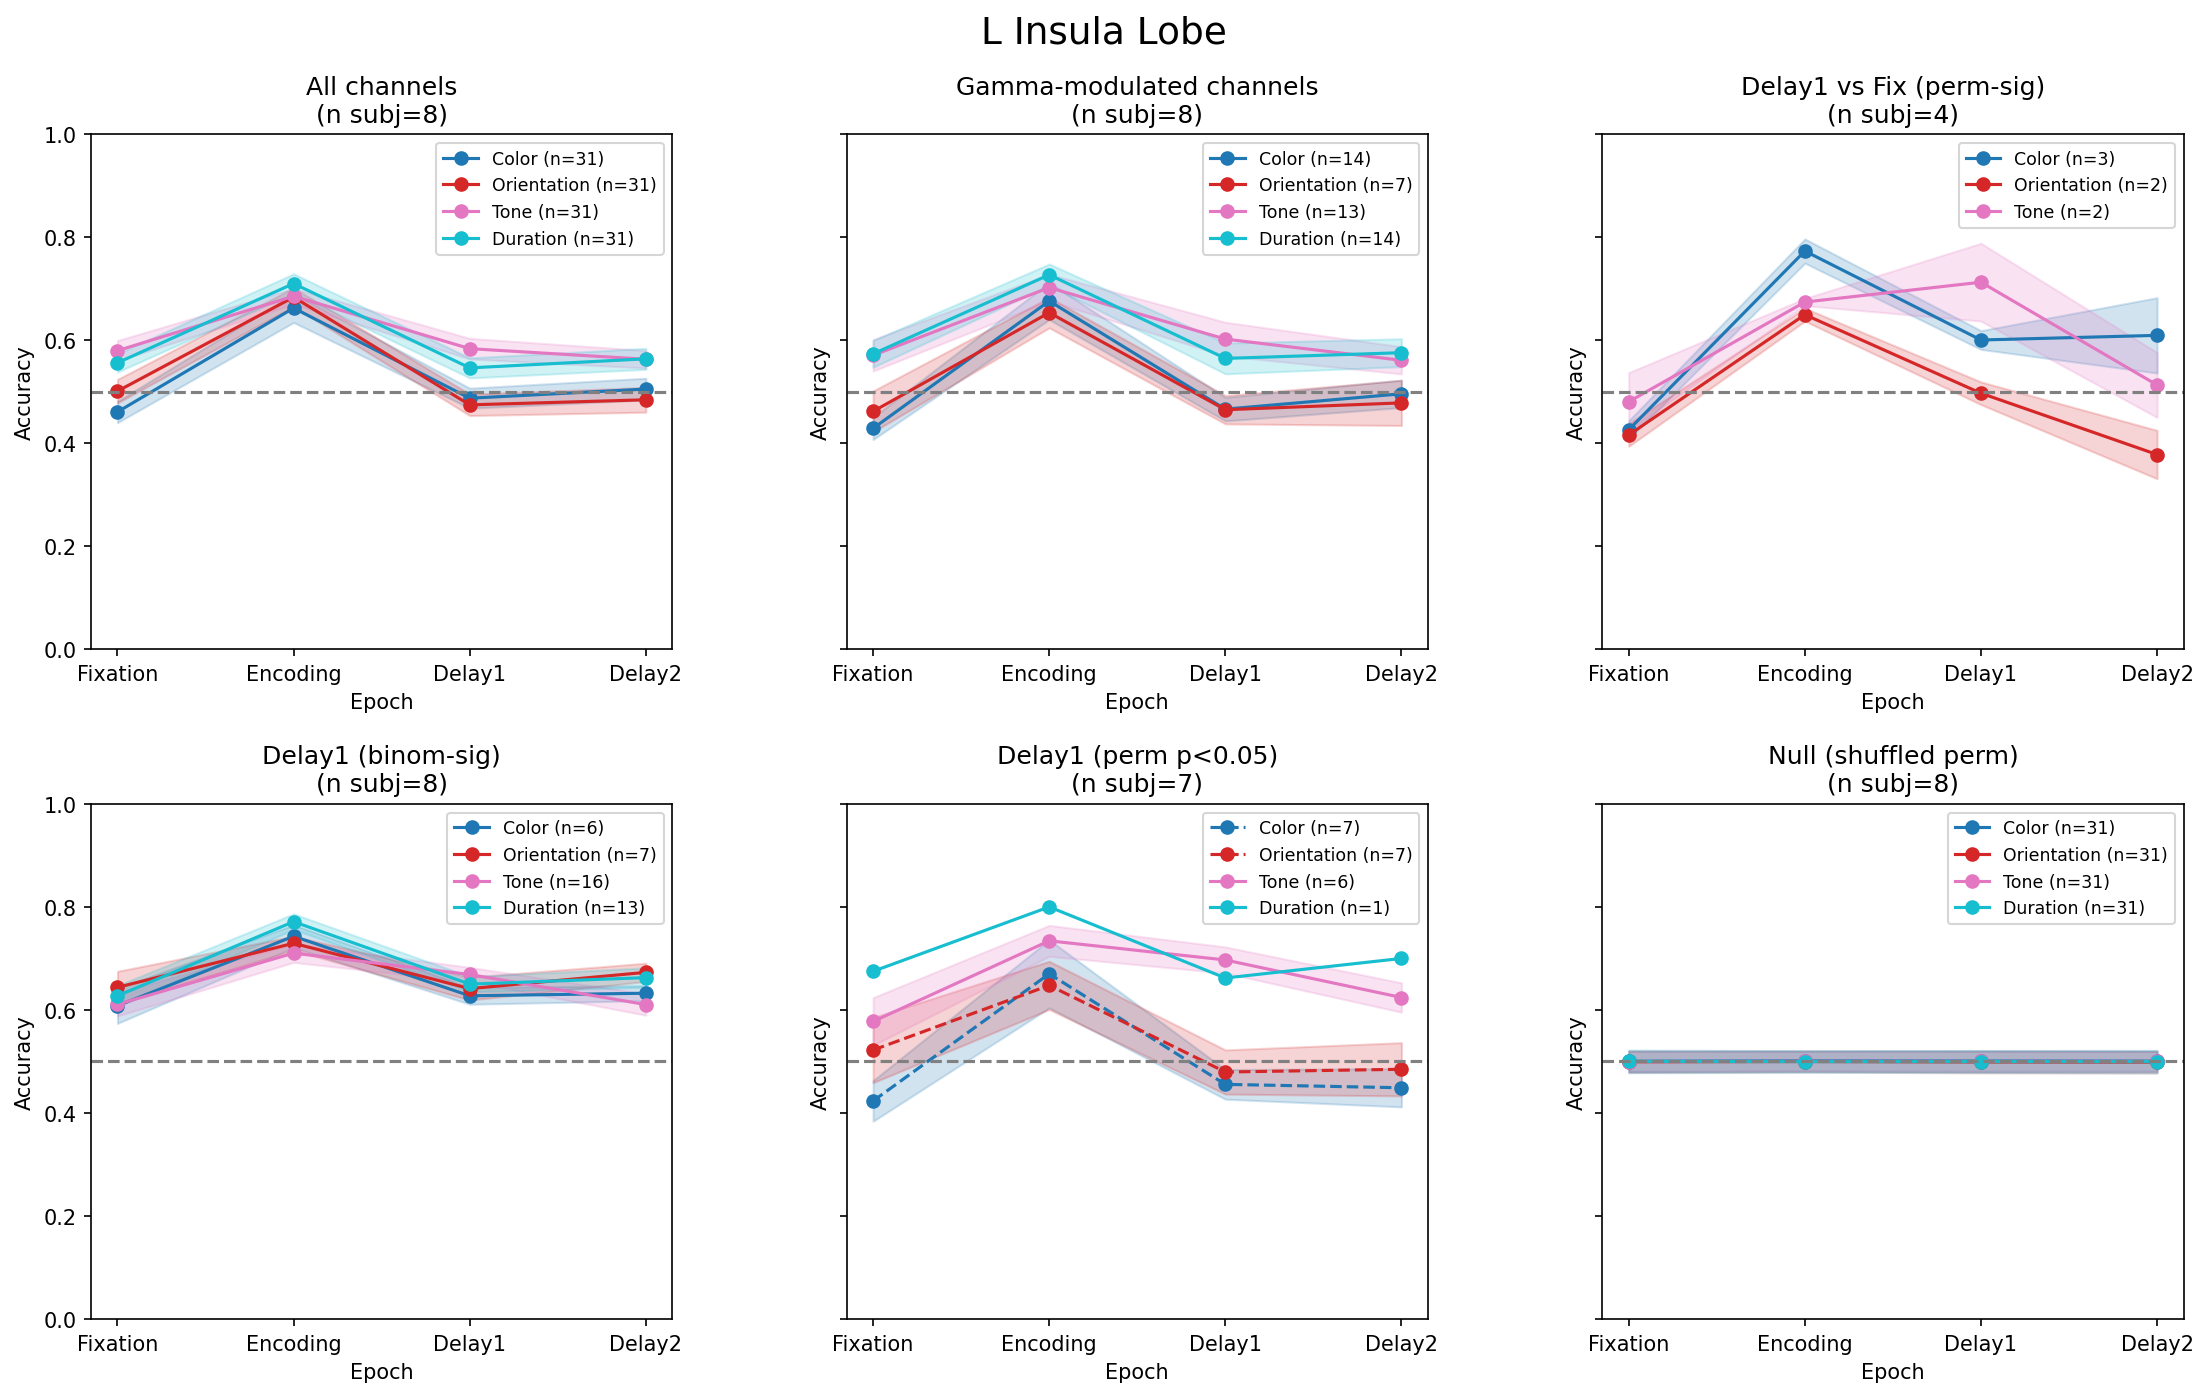 L Insula Lobe
All channels
(n subj=8)
1.0
0.8
0.6
0.4
0.2
0.0
Accuracy
Color (n=31)
Orientation (n=31)
Tone (n=31)
Duration (n=31)
Fixation Encoding Delay1 Delay2
Epoch
Gamma-modulated channels
(n subj=8)
Accuracy
Color (n=14)
Orientation (n=7)
Tone (n=13)
Duration (n=14)
Fixation Encoding Delay1 Delay2
Epoch
Delay1 vs Fix (perm-sig)
(n subj=4)
Accuracy
Color (n=3)
Orientation (n=2)
Tone (n=2)
Fixation Encoding Delay1 Delay2
Epoch
Delay1 (binom-sig)
(n subj=8)
1.0
0.8
0.6
0.4
0.2
0.0
Accuracy
Color (n=6)
Orientation (n=7)
Tone (n=16)
Duration (n=13)
Fixation Encoding Delay1 Delay2
Epoch
Delay1 (perm p<0.05)
(n subj=7)
Accuracy
Color (n=7)
Orientation (n=7)
Tone (n=6)
Duration (n=1)
Fixation Encoding Delay1 Delay2
Epoch
Null (shuffled perm)
(n subj=8)
Accuracy
Color (n=31)
Orientation (n=31)
Tone (n=31)
Duration (n=31)
Fixation Encoding Delay1 Delay2
Epoch